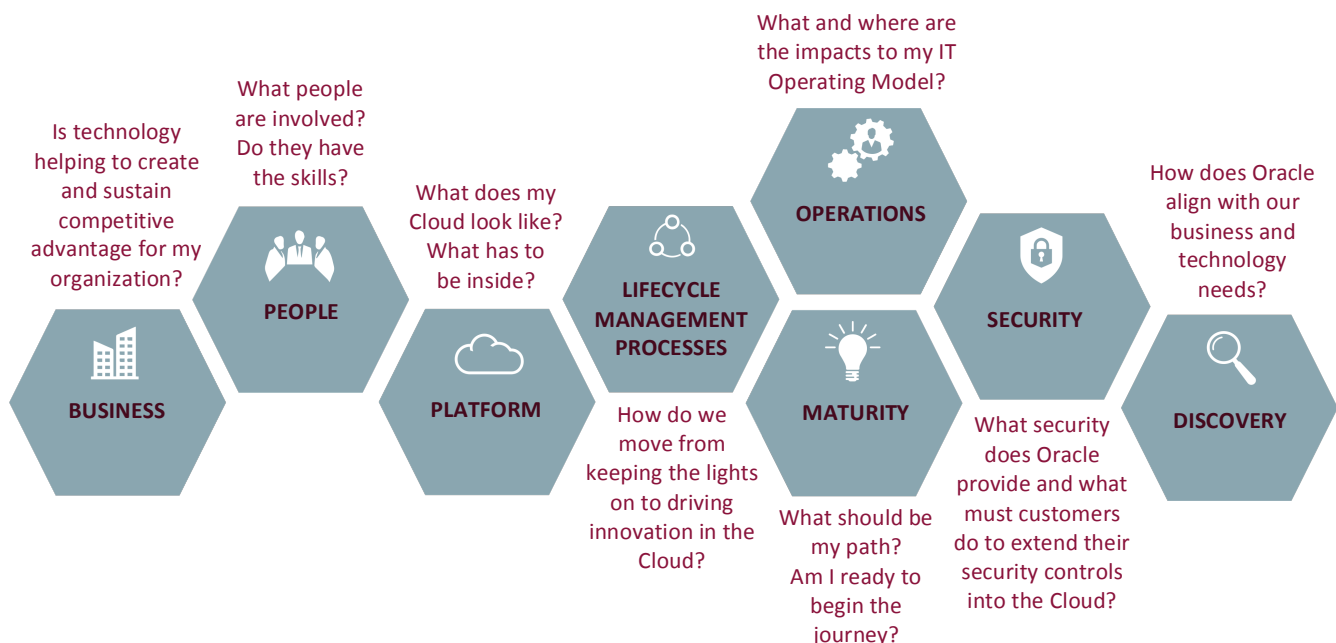 Is technology
helping to create
and sustain
competitive
advantage for my
organization?
BUSINESS
What people
are involved?
Do they have
the skills?
PEOPLE
What does my
Cloud look like?
What has to
be inside?
PLATFORM
LIFECYCLE
MANAGEMENT
PROCESSES
How do we
move from
keeping the lights
on to driving
innovation in the
Cloud?
What and where are
the impacts to my IT
Operating Model?
OPERATIONS
MATURITY
What should be
my path?
Am I ready to
begin the
journey?
SECURITY
What security
does Oracle
provide and what
must customers
do to extend their
security controls
into the Cloud?
How does Oracle
align with our
business and
technology
needs?
DISCOVERY